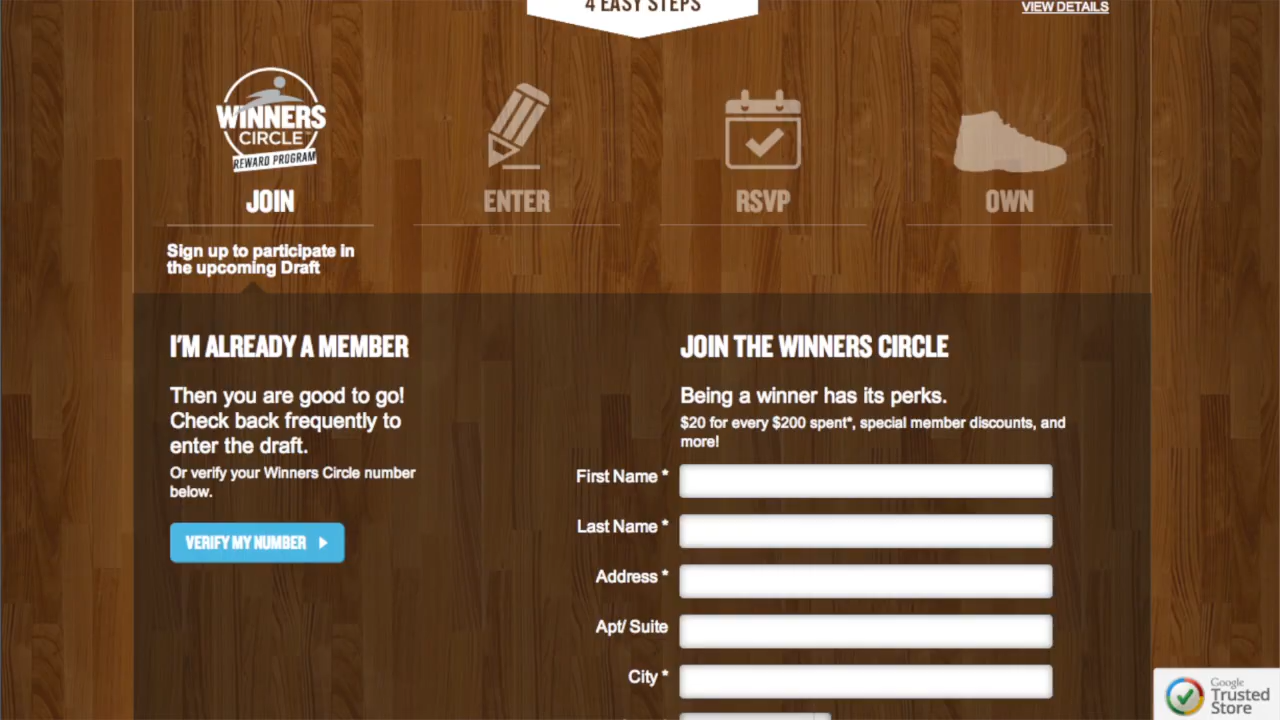 4 EASY STEPS
VIEW DETAILS
WINNERS
CIRCLE
REWARD PROGRAM
JOIN
ENTER
RSVP
OWN
Sign up to participate in
the upcoming Draft
I'M ALREADY A MEMBER
Then you are good to go!
Check back frequently to
enter the draft.
Or verify your Winners Circle number
below.
VERIFY MY NUMBER
JOIN THE WINNERS CIRCLE
Being a winner has its perks.
$20 for every $200 spent*, special member discounts, and
more!
First Name *
Last Name *
Address *
Apt/ Suite
City *
Google
Trusted
Store